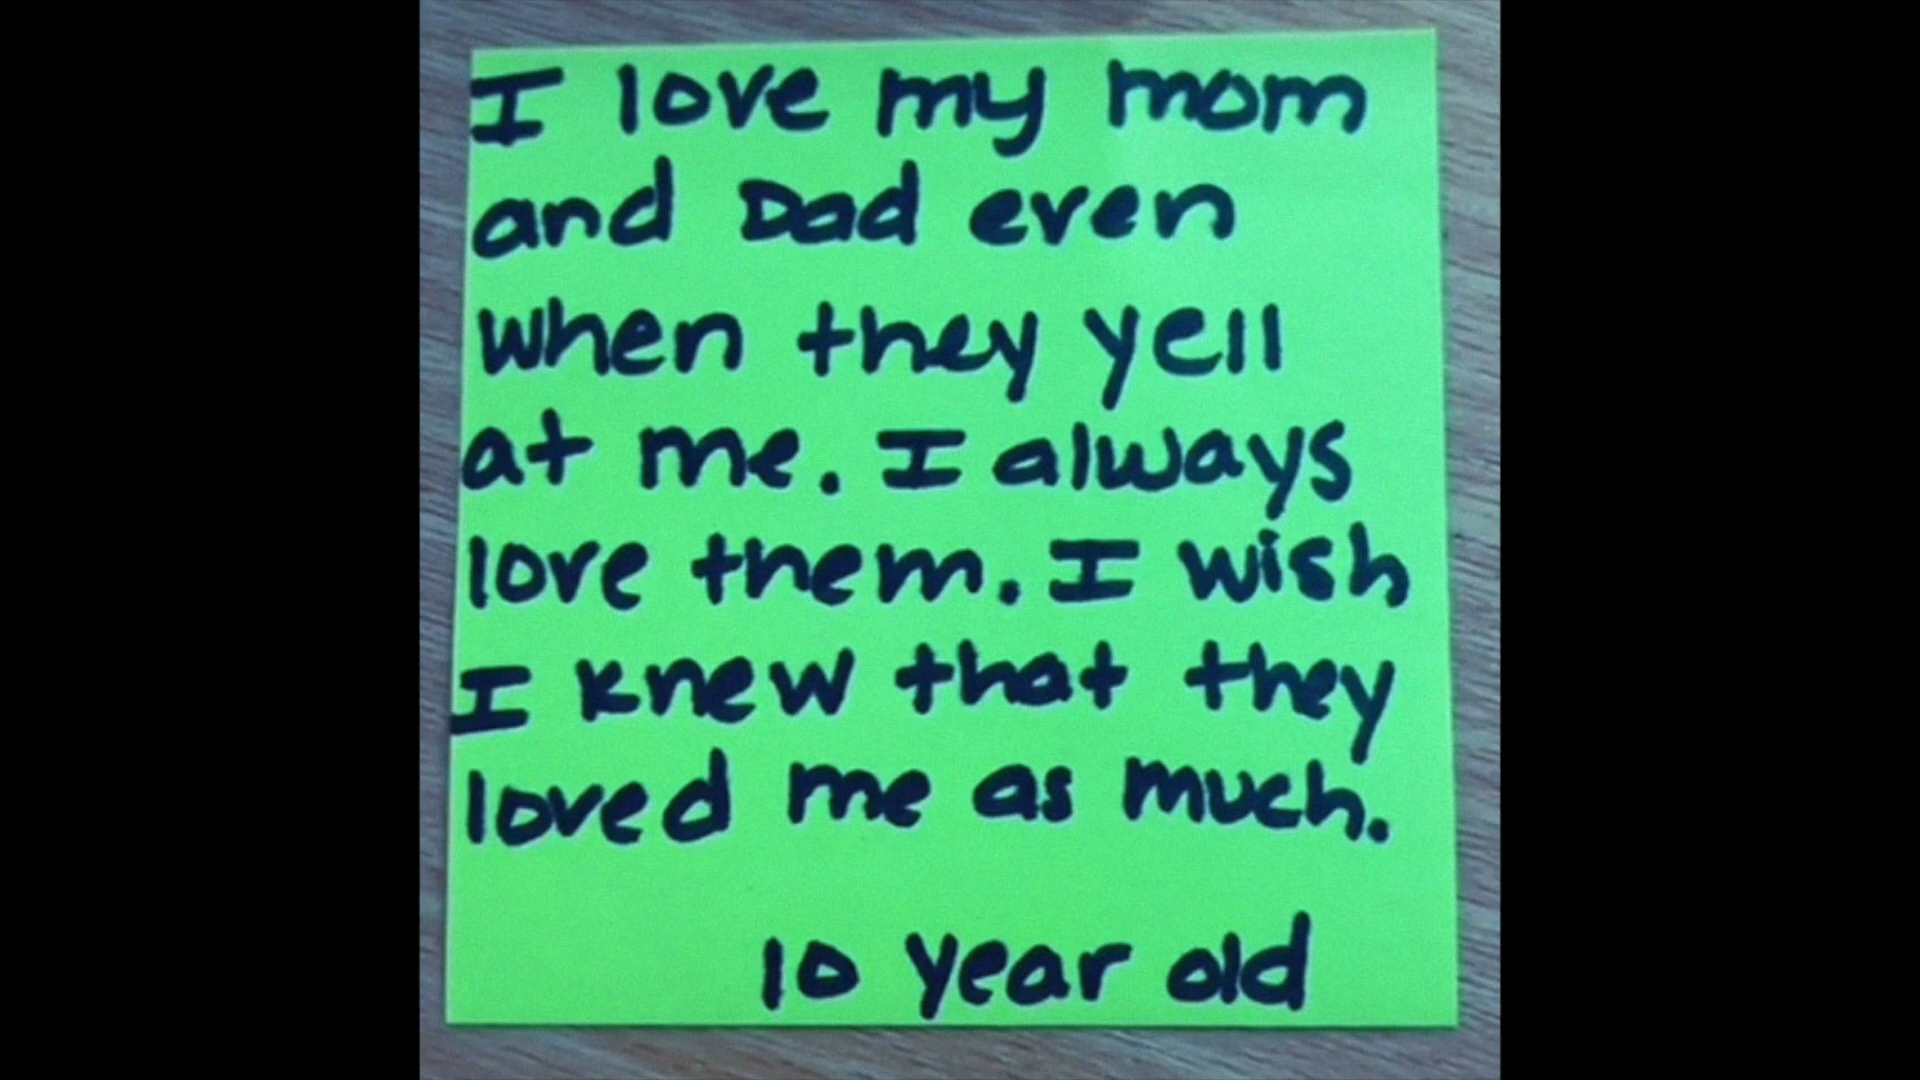 I love my mom
and Dad even
when they yell
at me. I always
love them. I wish
I knew that they
loved me as much.
10 year old